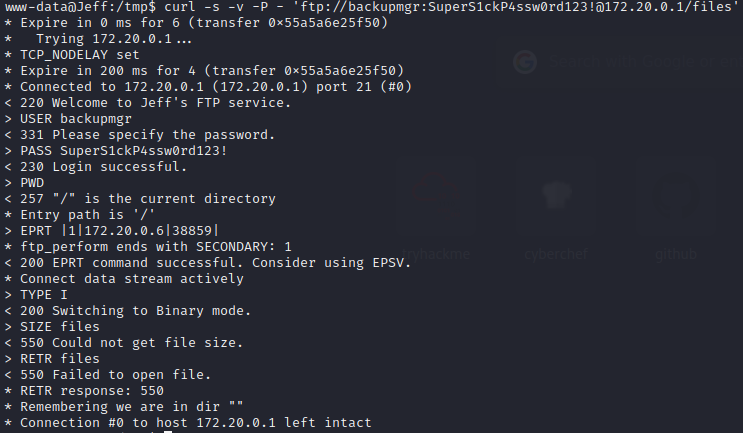 www-data@Jeff:/tmp$ curl -s -v -P - 'ftp://backupmgr:SuperS1ckP4ssw0rd123!@172.20.0.1/files'
* Expire in 0 ms for 6 (transfer 0x55a5a6e25f50)
*   Trying 172.20.0.1...
* TCP_NODELAY set
* Expire in 200 ms for 4 (transfer 0x55a5a6e25f50)
* Connected to 172.20.0.1 (172.20.0.1) port 21 (#0)
< 220 Welcome to Jeff's FTP service.
> USER backupmgr
< 331 Please specify the password.
> PASS SuperS1ckP4ssw0rd123!
< 230 Login successful.
> PWD
< 257 "/" is the current directory
* Entry path is '/'
> EPRT |1|172.20.0.6|38859|
* ftp_perform ends with SECONDARY: 1
< 200 EPRT command successful. Consider using EPSV.
* Connect data stream actively
> TYPE I
< 200 Switching to Binary mode.
> SIZE files
< 550 Could not get file size.
> RETR files
< 550 Failed to open file.
* RETR response: 550
* Remembering we are in dir ""
* Connection #0 to host 172.20.0.1 left intact
tryhackme
cyberchef
github